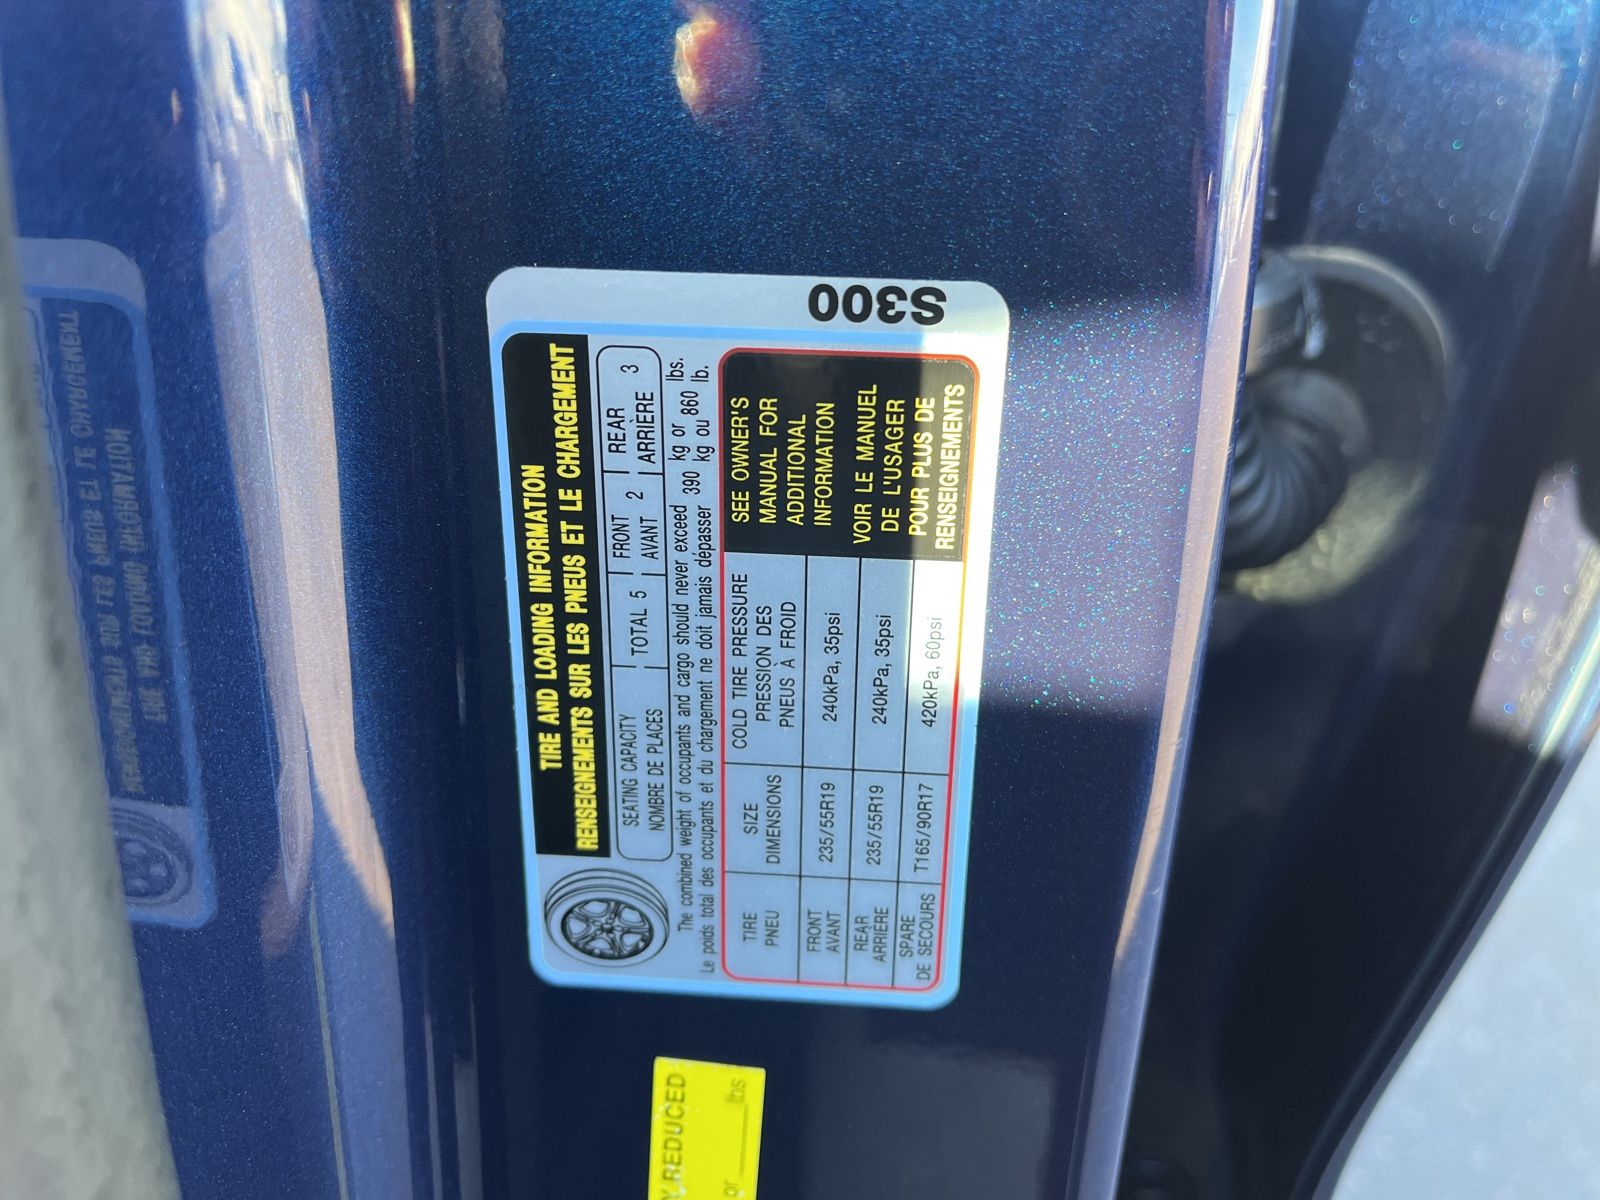 S300
TIRE AND LOADING INFORMATION
RENSEIGNEMENTS SUR LES PNEUS ET LE CHARGEMENT
SEATING CAPACITY TOTAL 5 FRONT 2 REAR 3
NOMBRE DE PLACES AVANT ARRIÈRE
The combined weight of occupants and cargo should never exceed 390 kg or 860 lbs.
Le poids total des occupants et du chargement ne doit jamais dépasser 390 kg ou 860 lb.
TIRE SIZE COLD TIRE PRESSURE
PNEU DIMENSIONS PRESSION DES
PNEUS À FROID
FRONT 235/55R19 240kPa, 35psi
AVANT
REAR 235/55R19 240kPa, 35psi
ARRIERE
SPARE T165/90R17 420kPa, 60psi
DE SECOURS
SEE OWNER'S
MANUAL FOR
ADDITIONAL
INFORMATION
VOIR LE MANUEL
DE L'USAGER
POUR PLUS DE
RENSEIGNEMENTS
REDUCED
or lbs